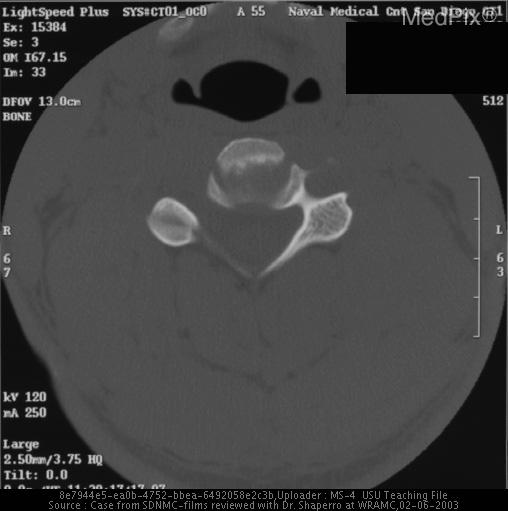 LightSpeed Plus SYS#CT01_OC0 A 55 Naval Medical Cnt San Diego CT1
MedPix®
Ex: 15384
Se: 3
OM I67.15
Im: 33
DFOV 13.0cm
512
BONE
R
L
6
6
7
3
kV 120
mA 250
Large
2.50mm/3.75 HQ
Tilt: 0.0
8e7944e5-ea0b-4752-bbea-6492058e2c3b,Uploader : MS-4 USU Teaching File
Source : Case from SDNMC-films reviewed with Dr. Shaperro at WRAMC,02-06-2003